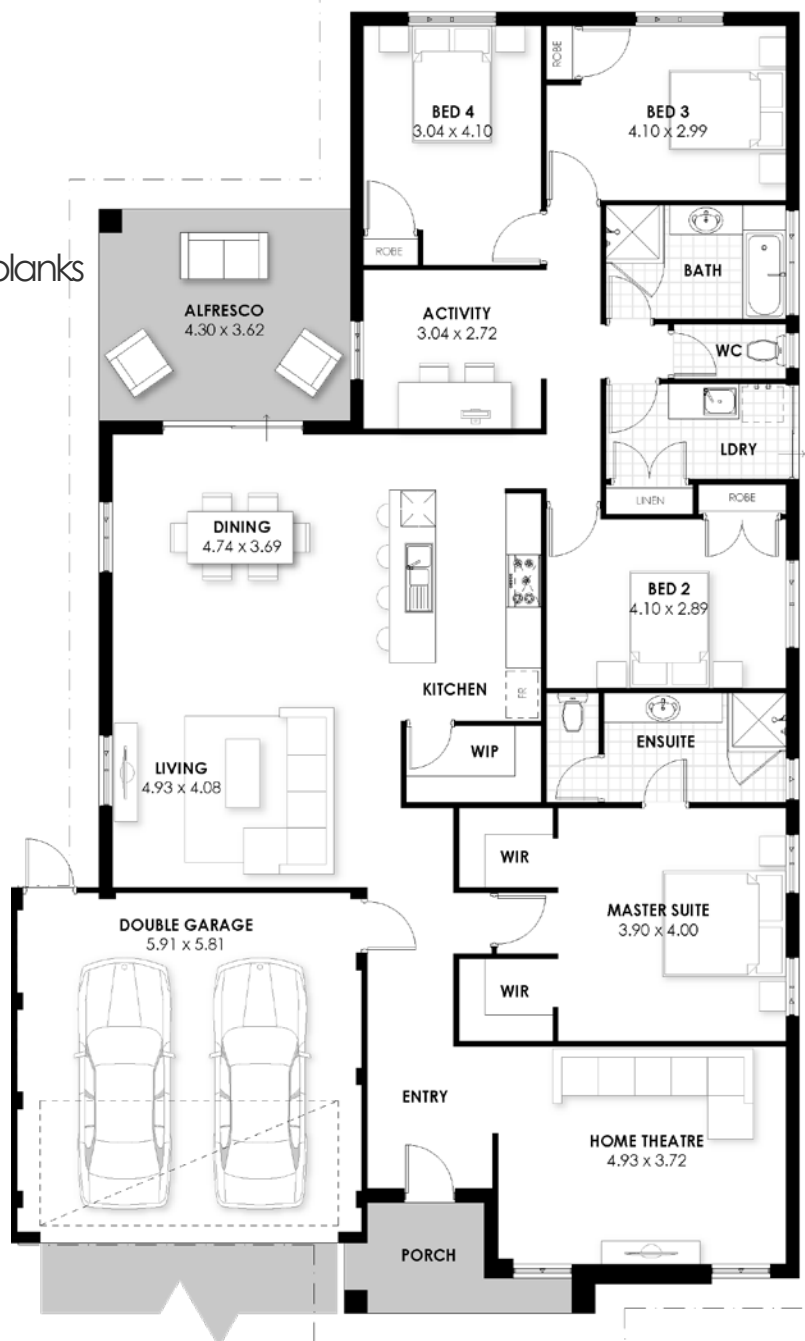 BED 4
3.04 x 4.10
ROBE
BED 3
4.10 x 2.99
ROBE
planks
ALFRESCO
4.30 x 3.62
ACTIVITY
3.04 x 2.72
BATH
WC
LDRY
LINEN
ROBE
DINING
4.74 x 3.69
BED 2
4.10 x 2.89
KITCHEN
FR
WIP
ENSUITE
LIVING
4.93 x 4.08
WIR
MASTER SUITE
3.90 x 4.00
DOUBLE GARAGE
5.91 x 5.81
WIR
ENTRY
HOME THEATRE
4.93 x 3.72
PORCH